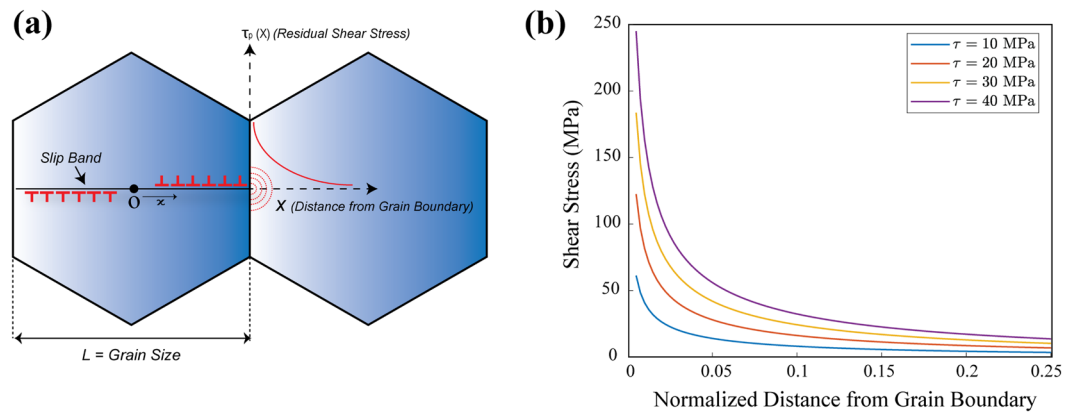 (a)
τp (X) (Residual Shear Stress)
Slip Band
O
x
X (Distance from Grain Boundary)
L = Grain Size
(b)
250
200
150
100
50
0
Shear Stress (MPa)
τ = 10 MPa
τ = 20 MPa
τ = 30 MPa
τ = 40 MPa
0 0.05 0.1 0.15 0.2 0.25
Normalized Distance from Grain Boundary